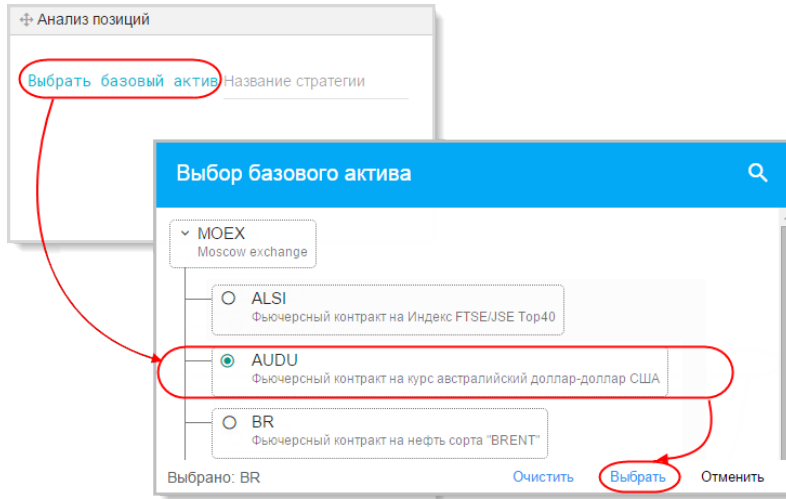 Анализ позиций
Выбрать базовый актив Название стратегии
Выбор базового актива
MOEX
Moscow exchange
ALSI
Фьючерсный контракт на Индекс FTSE/JSE Top40
AUDU
Фьючерсный контракт на курс австралийский доллар-доллар США
BR
Фьючерсный контракт на нефть сорта "BRENT"
Выбрано: BR Очистить Выбрать Отменить